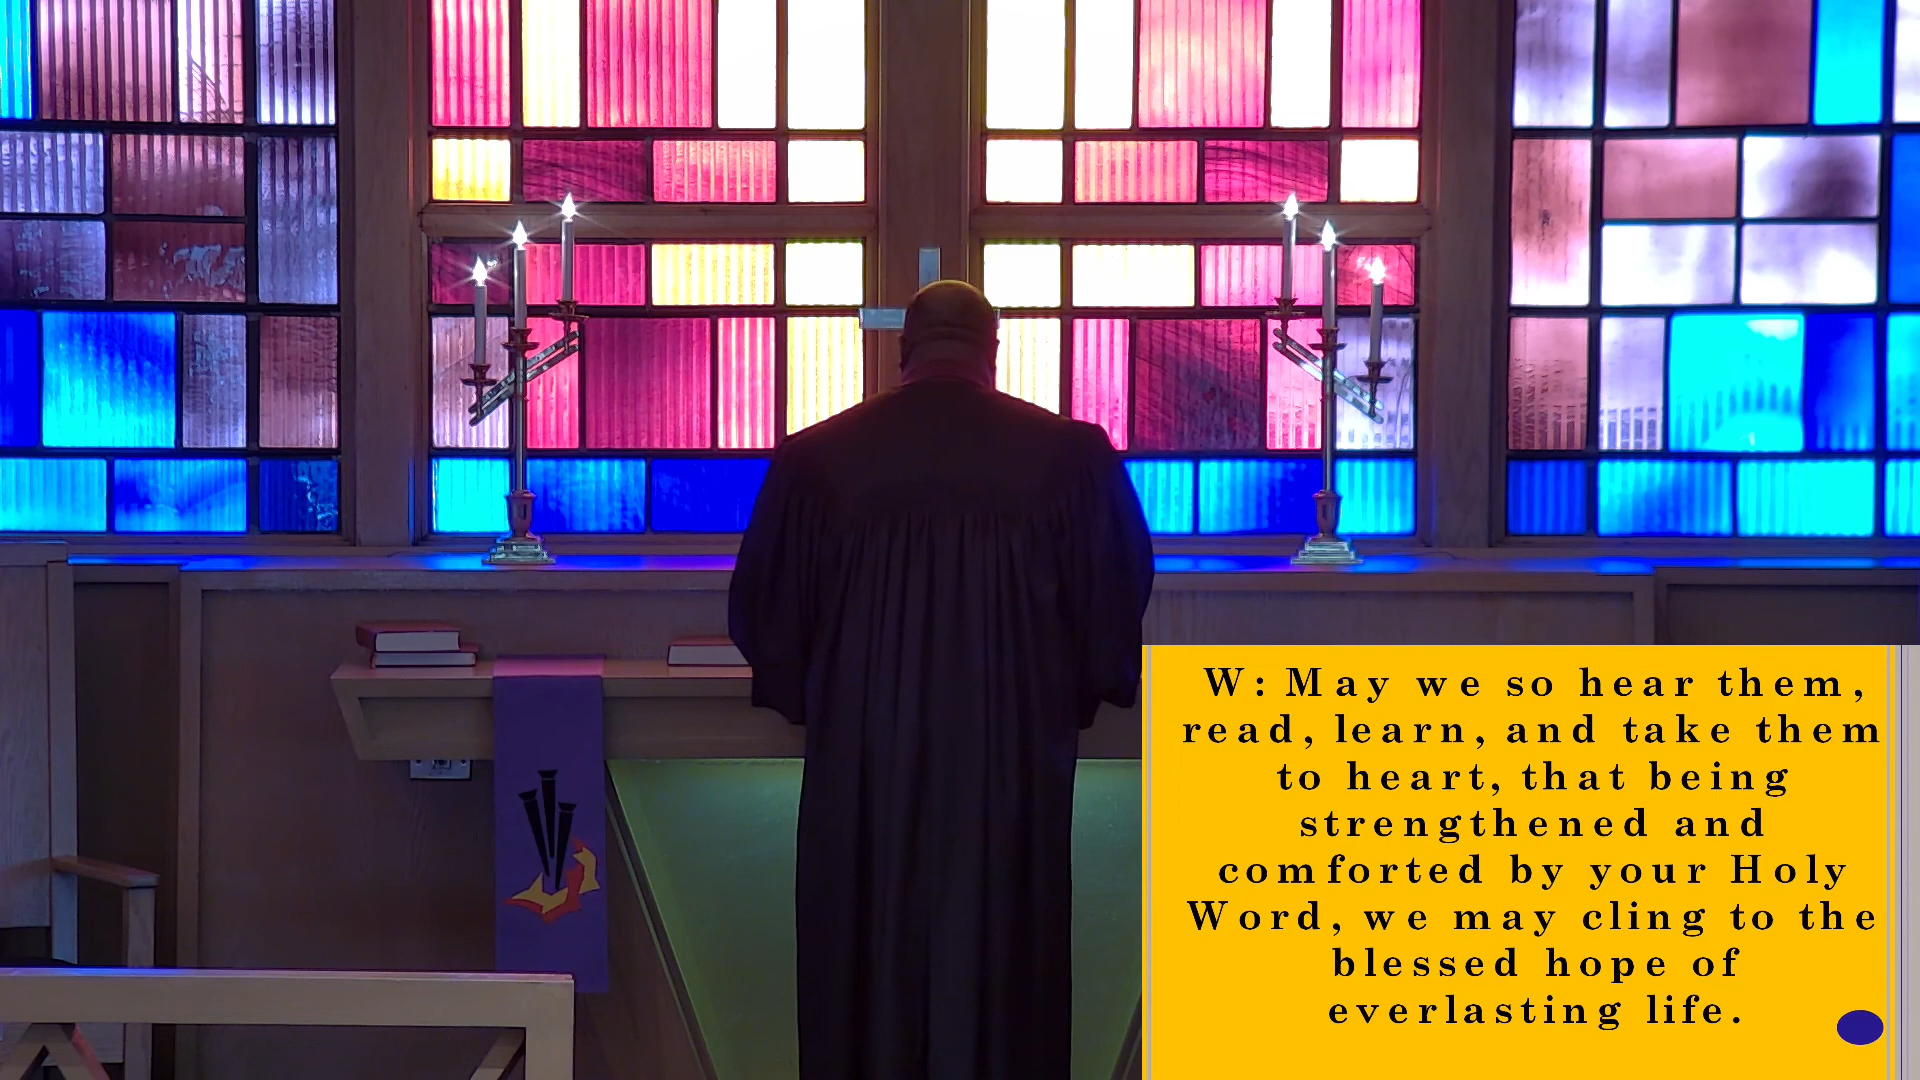 W: May we so hear them,
read, learn, and take them
to heart, that being
strengthened and
comforted by your Holy
Word, we may cling to the
blessed hope of
everlasting life.